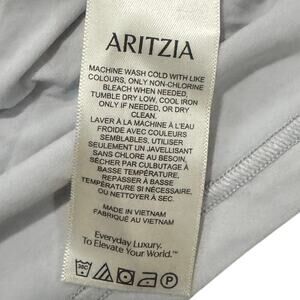 ARITZIA
MACHINE WASH COLD WITH LIKE
COLOURS, ONLY NON-CHLORINE
BLEACH WHEN NEEDED
TUMBLE DRY LOW, COOL IRON
ONLY IF NEEDED, OR DRY
CLEAN.
LAVER À LA MACHINE À L'EAU
FROIDE AVEC COULEURS
SEMBLABLES, UTILISER
SEULEMENT UN JAVELLISANT
SANS CHLORE AU BESOIN,
SÉCHER PAR CULBUTAGE À
BASSE TEMPÉRATURE,
REPASSER À BASSE
TEMPÉRATURE SI NÉCESSAIRE,
OU NETTOYER À SEC.
MADE IN VIETNAM
FABRIQUÉ AU VIETNAM
Everyday Luxury.
To Elevate Your World.™
30C P